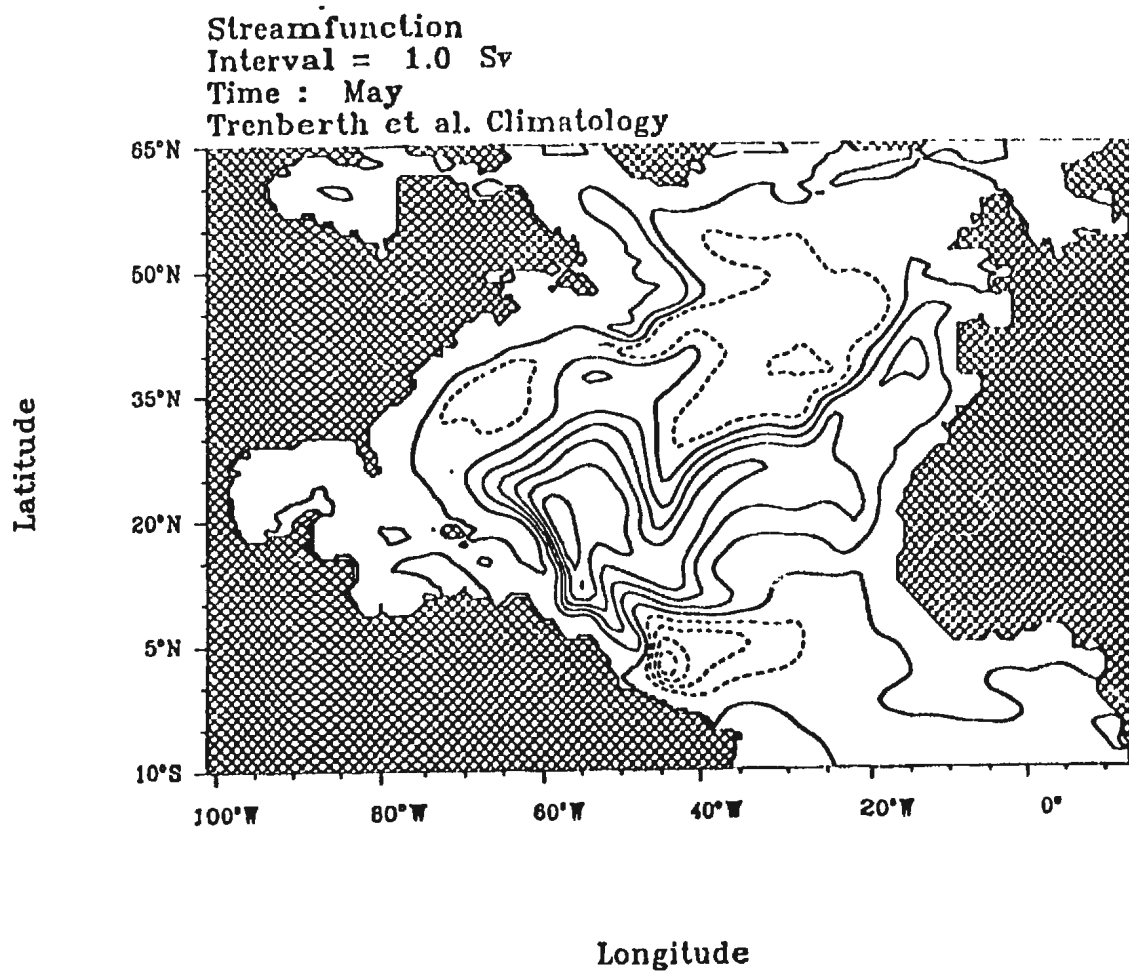 Streamfunction
Interval = 1.0 Sv
Time : May
Trenberth et al. Climatology
65°N
50°N
35°N
20°N
5°N
10°S
Latitude
100°W 80°W 60°W 40°W 20°W 0°
Longitude